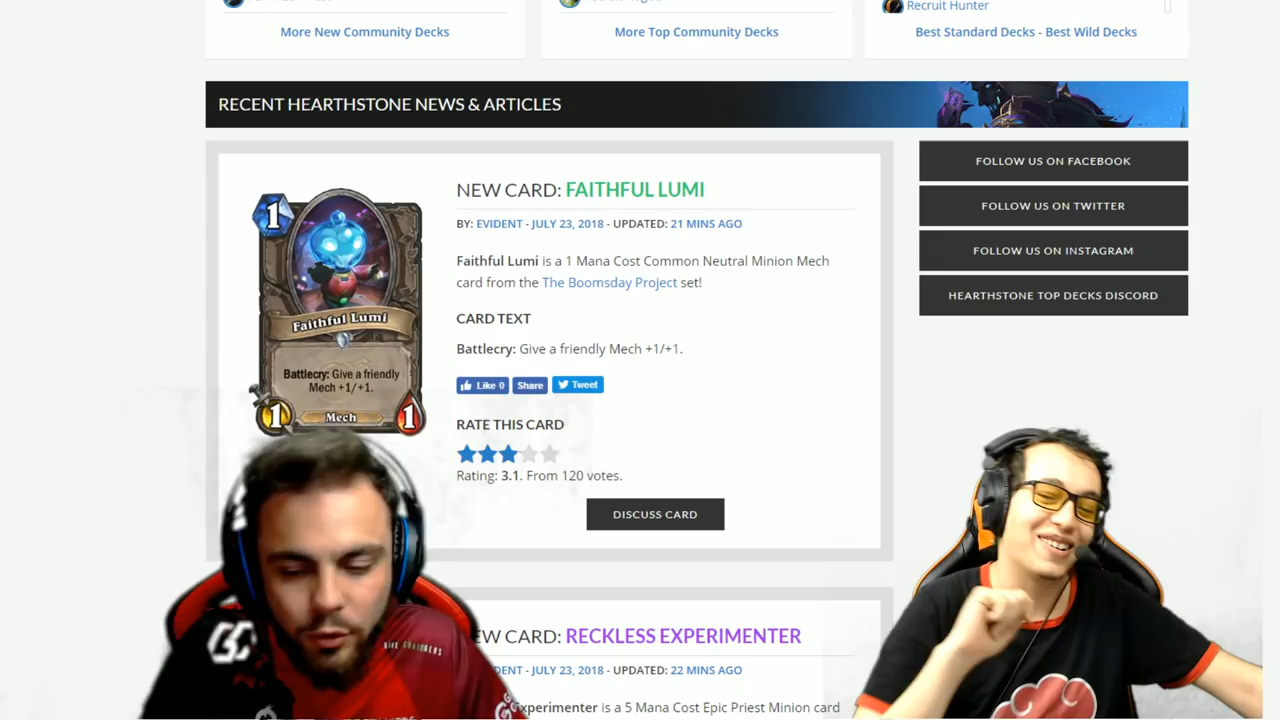 Recruit Hunter
More New Community Decks
More Top Community Decks
Best Standard Decks - Best Wild Decks
RECENT HEARTHSTONE NEWS & ARTICLES
1
Faithful Lumi
Battlecry: Give a friendly
Mech +1/+1.
1
Mech
1
NEW CARD: FAITHFUL LUMI
BY: EVIDENT - JULY 23, 2018 - UPDATED: 21 MINS AGO
Faithful Lumi is a 1 Mana Cost Common Neutral Minion Mech
card from the The Boomsday Project set!
CARD TEXT
Battlecry: Give a friendly Mech +1/+1.
Like 0
Share
Tweet
RATE THIS CARD
Rating: 3.1. From 120 votes.
DISCUSS CARD
FOLLOW US ON FACEBOOK
FOLLOW US ON TWITTER
FOLLOW US ON INSTAGRAM
HEARTHSTONE TOP DECKS DISCORD
EW CARD: RECKLESS EXPERIMENTER
DENT - JULY 23, 2018 - UPDATED: 22 MINS AGO
Experimenter is a 5 Mana Cost Epic Priest Minion card